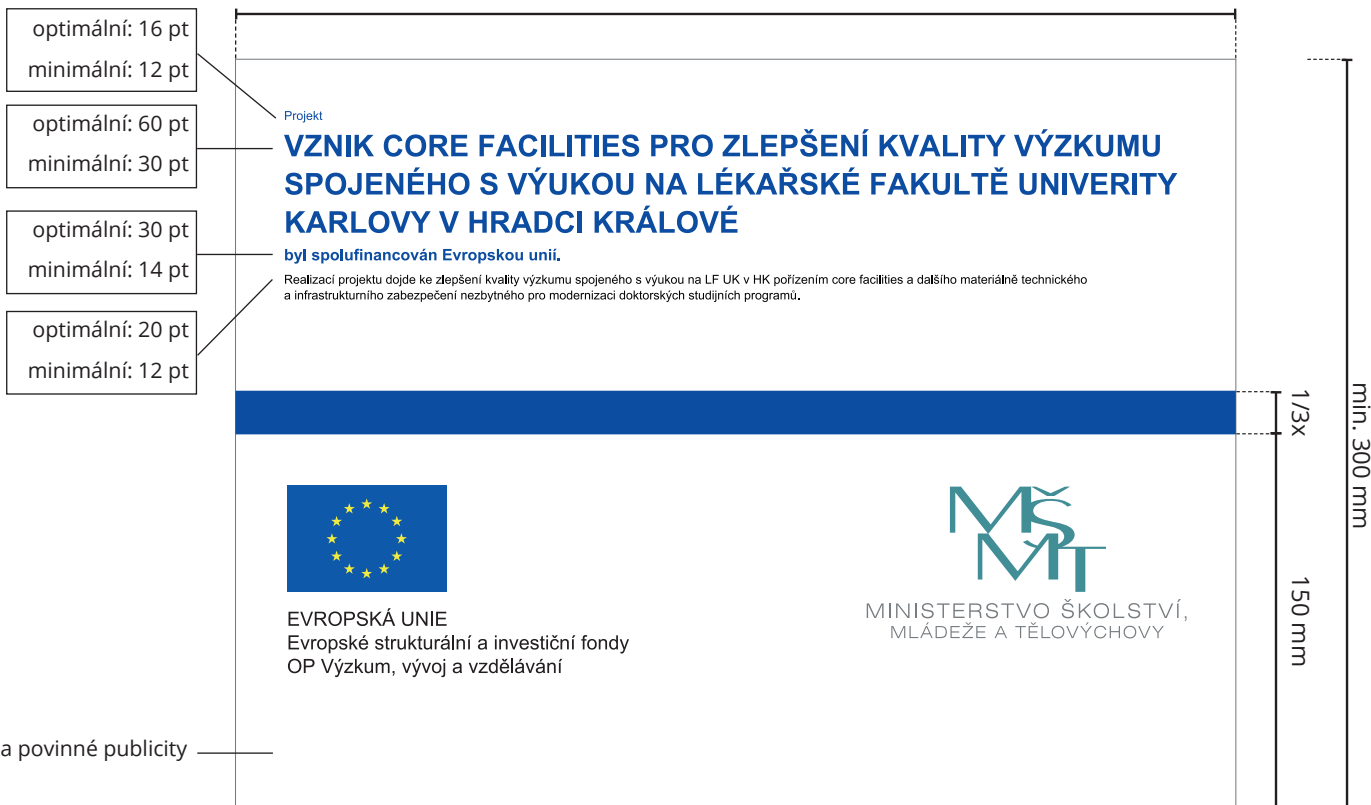 optimální: 16 pt
minimální: 12 pt
optimální: 60 pt
minimální: 30 pt
optimální: 30 pt
minimální: 14 pt
optimální: 20 pt
minimální: 12 pt
Projekt
VZNIK CORE FACILITIES PRO ZLEPŠENÍ KVALITY VÝZKUMU
SPOJENÉHO S VÝUKOU NA LÉKAŘSKÉ FAKULTĚ UNIVERITY
KARLOVY V HRADCI KRÁLOVÉ
byl spolufinancován Evropskou unií.
Realizací projektu dojde ke zlepšení kvality výzkumu spojeného s výukou na LF UK v HK pořízením core facilities a dalšího materiálně technického
a infrastrukturního zabezpečení nezbytného pro modernizaci doktorských studijních programů.
1/3x
min. 300 mm
150 mm
EVROPSKÁ UNIE
Evropské strukturální a investiční fondy
OP Výzkum, vývoj a vzdělávání
MŠ
MT
MINISTERSTVO ŠKOLSTVÍ,
MLÁDEŽE A TĚLOVÝCHOVY
a povinné publicity